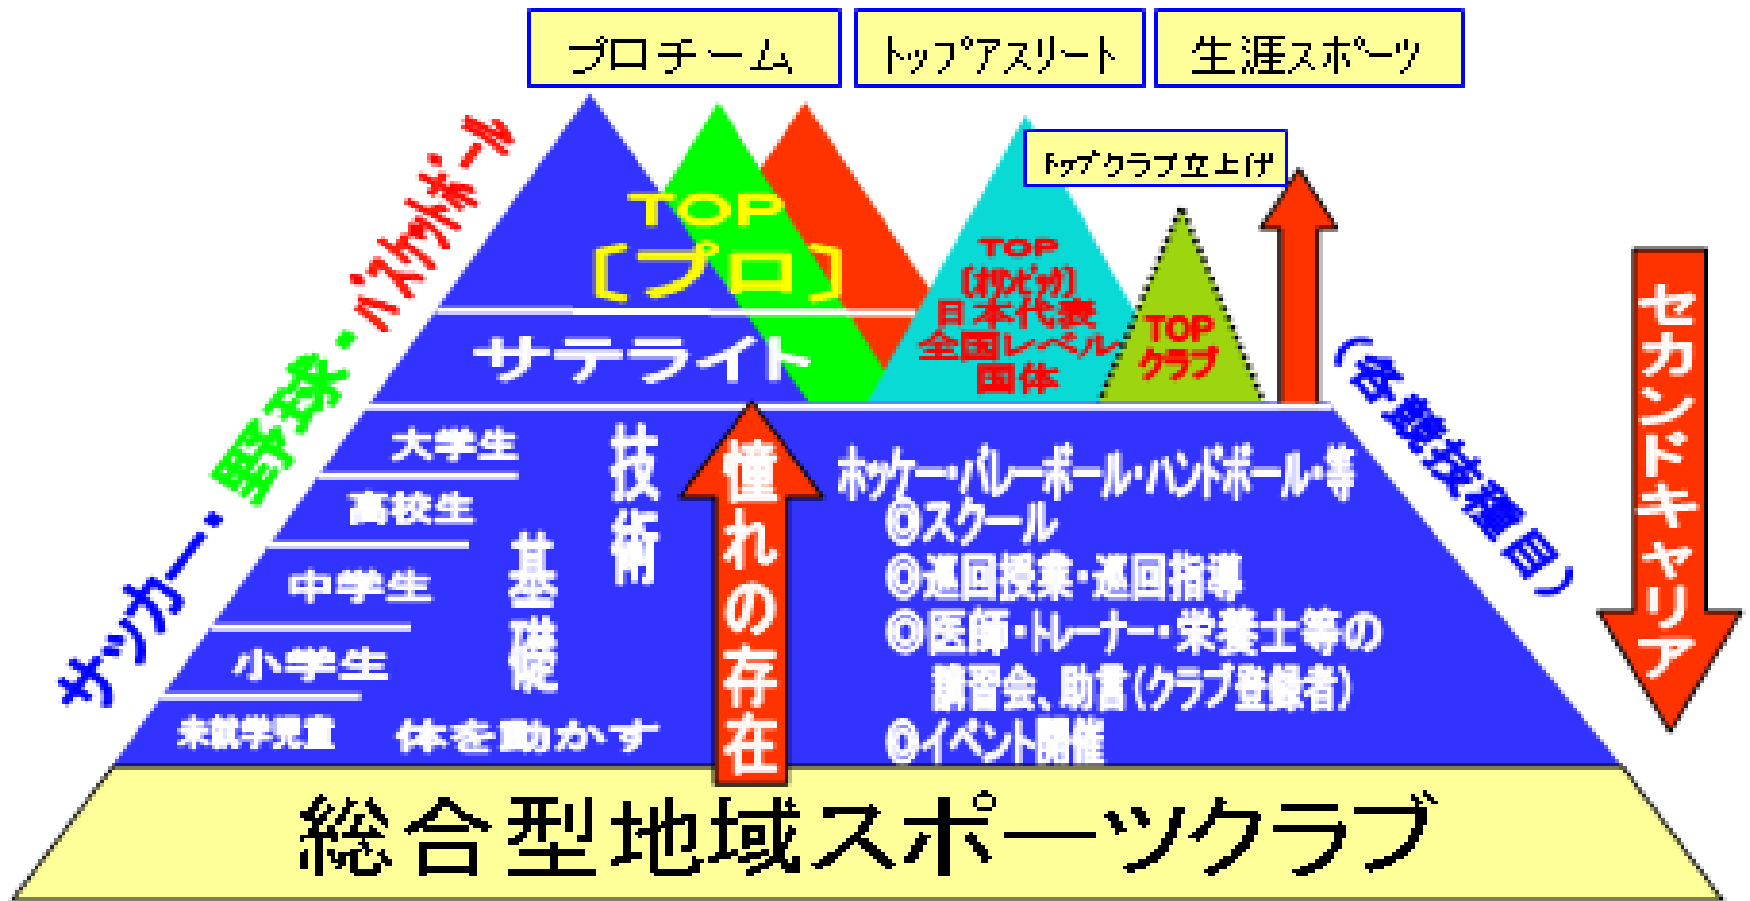 プロチーム
トップアスリート
生涯スポーツ
トップクラブ立上げ
サッカー・野球・バスケットボール
TOP
〔プロ〕
サテライト
TOP
〔オリンピック〕
日本代表
全国レベル
国体
TOP
クラブ
(各競技種目)
セカンドキャリア
大学生
高校生
中学生
小学生
未就学児童
技術
基礎
体を動かす
憧れの存在
ホッケー・バレーボール・ハンドボール・等
◎スクール
◎巡回授業・巡回指導
◎医師・トレーナー・栄養士等の
講習会、助言(クラブ登録者)
◎イベント開催
総合型地域スポーツクラブ